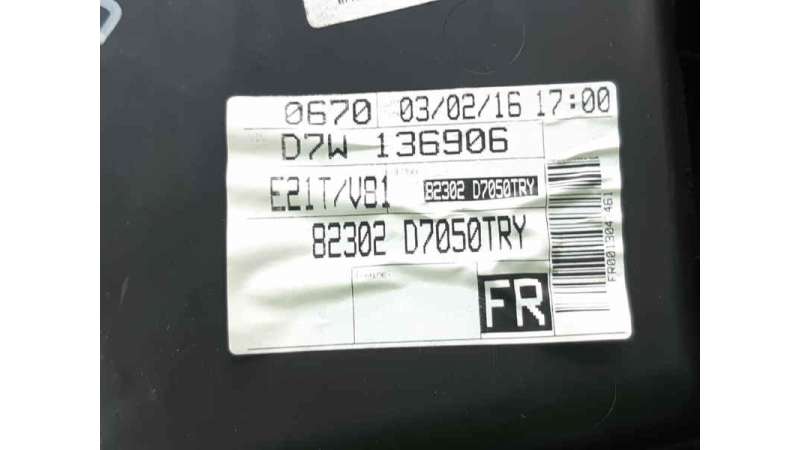 0670 03/02/16 17:00
D7W 136906
E21T/V81 82302 D7050TRY
82302 D7050TRY
FR
FR001304 461